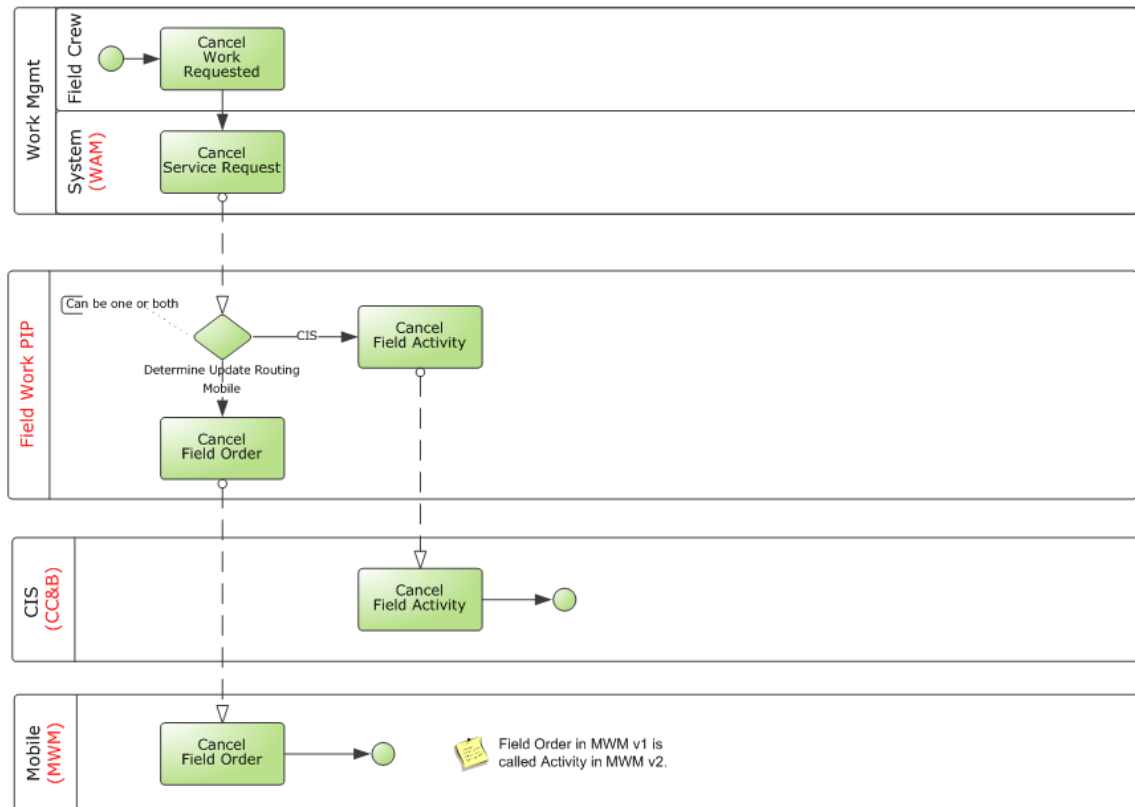 Work Mgmt
Field Crew
Cancel
Work
Requested
System
(WAM)
Cancel
Service Request
Field Work PIP
Can be one or both
CIS
Cancel
Field Activity
Determine Update Routing
Mobile
Cancel
Field Order
CIS
(CC&B)
Cancel
Field Activity
Mobile
(MWM)
Cancel
Field Order
Field Order in MWM v1 is
called Activity in MWM v2.